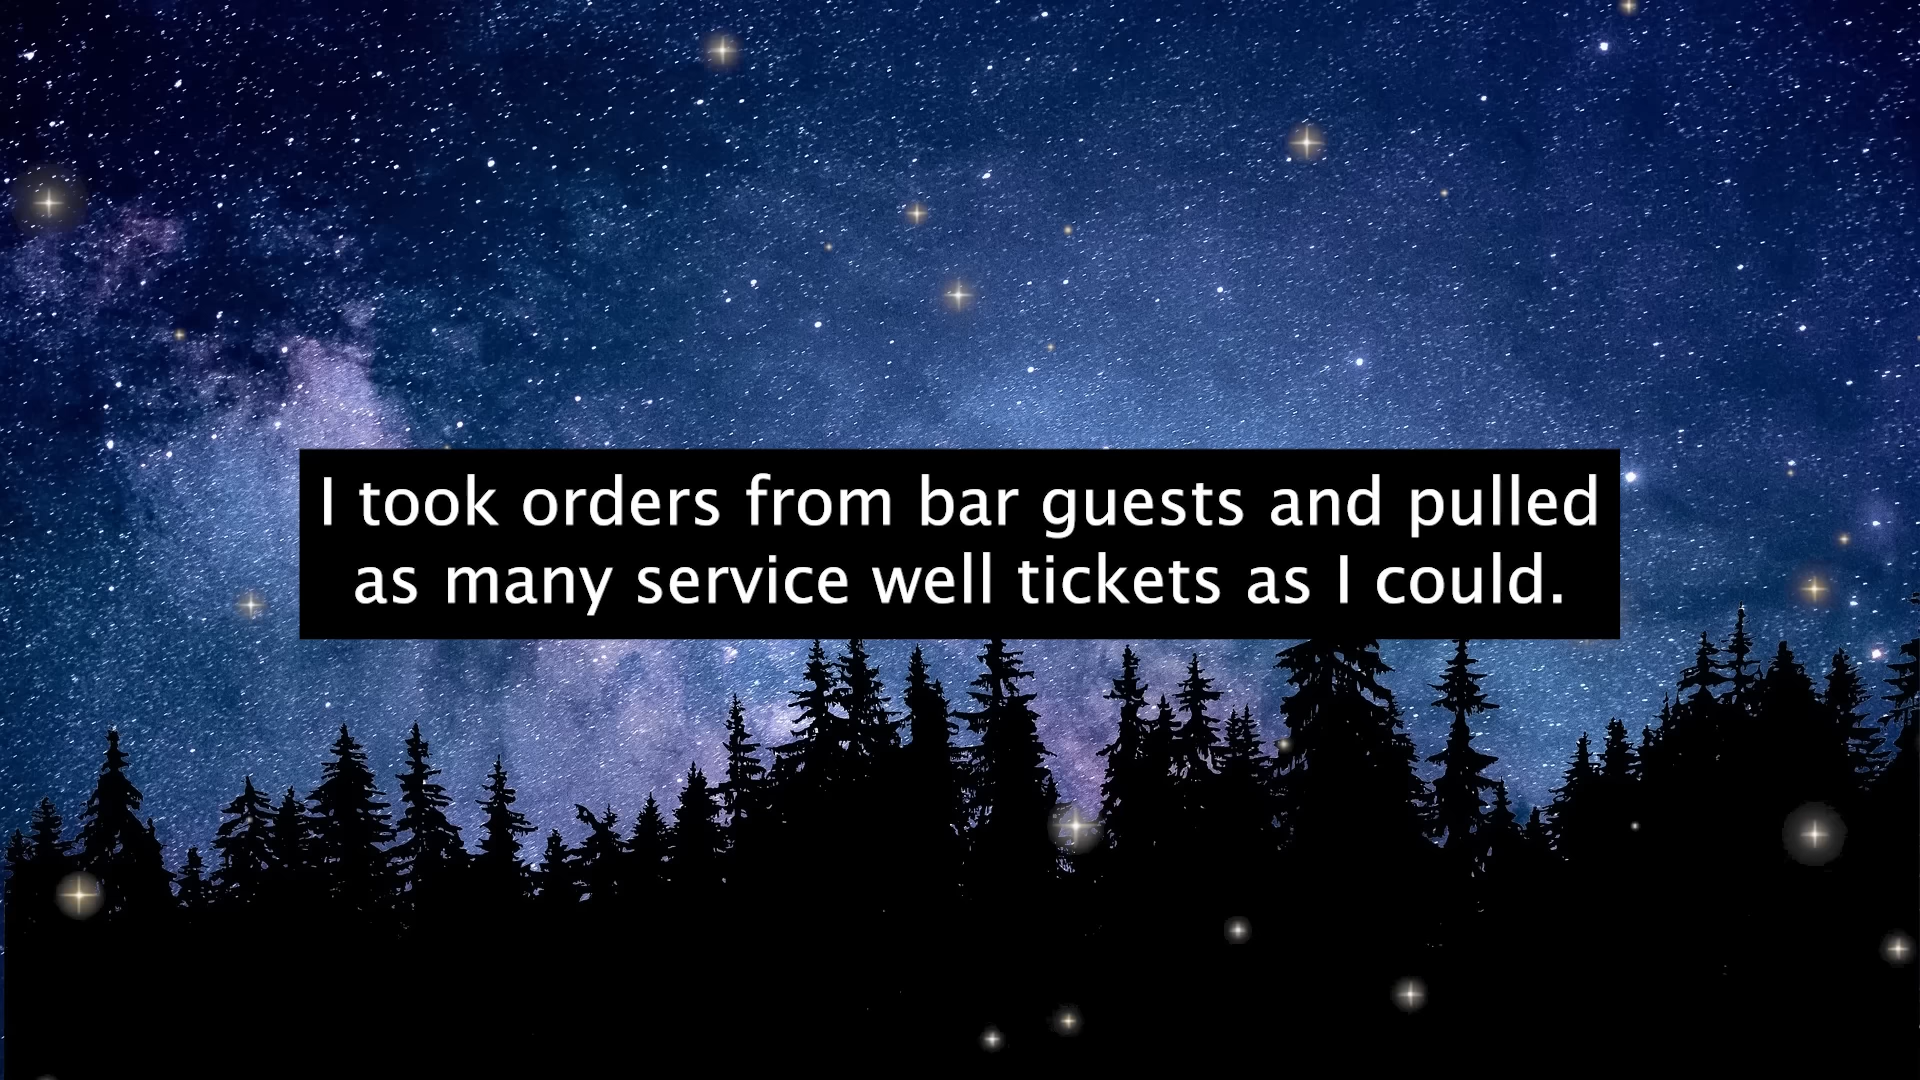 I took orders from bar guests and pulled
as many service well tickets as I could.